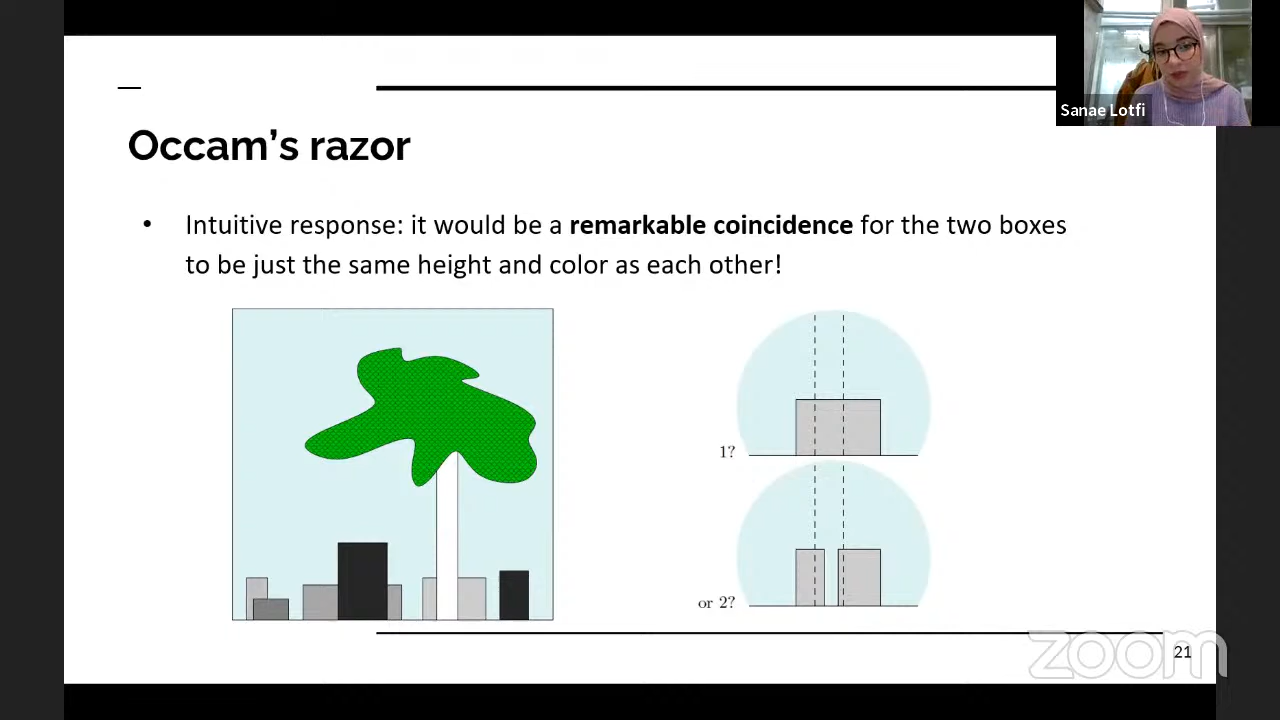 Sanae Lotfi
Occam's razor
• Intuitive response: it would be a remarkable coincidence for the two boxes
to be just the same height and color as each other!
1?
or 2?
zoom
21